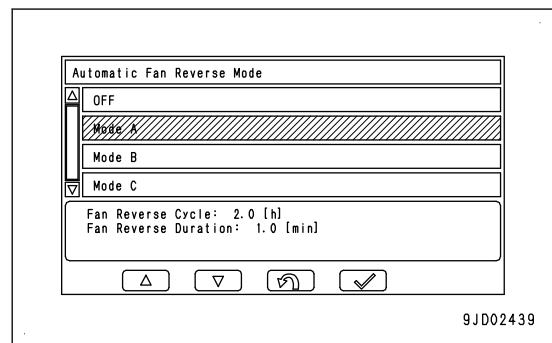 Automatic Fan Reverse Mode
OFF
Mode A
Mode B
Mode C
Fan Reverse Cycle: 2.0 [h]
Fan Reverse Duration: 1.0 [min]
9JD02439